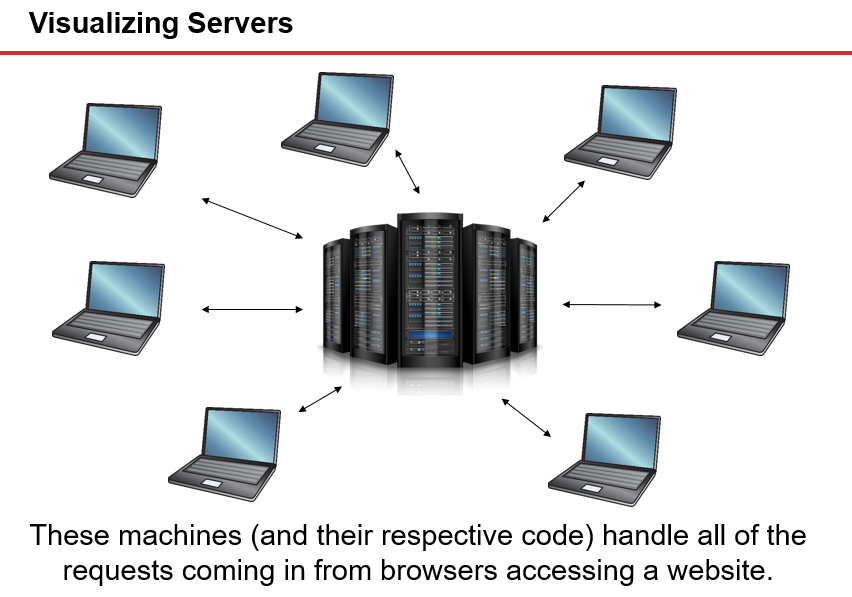 Visualizing Servers
These machines (and their respective code) handle all of the
requests coming in from browsers accessing a website.